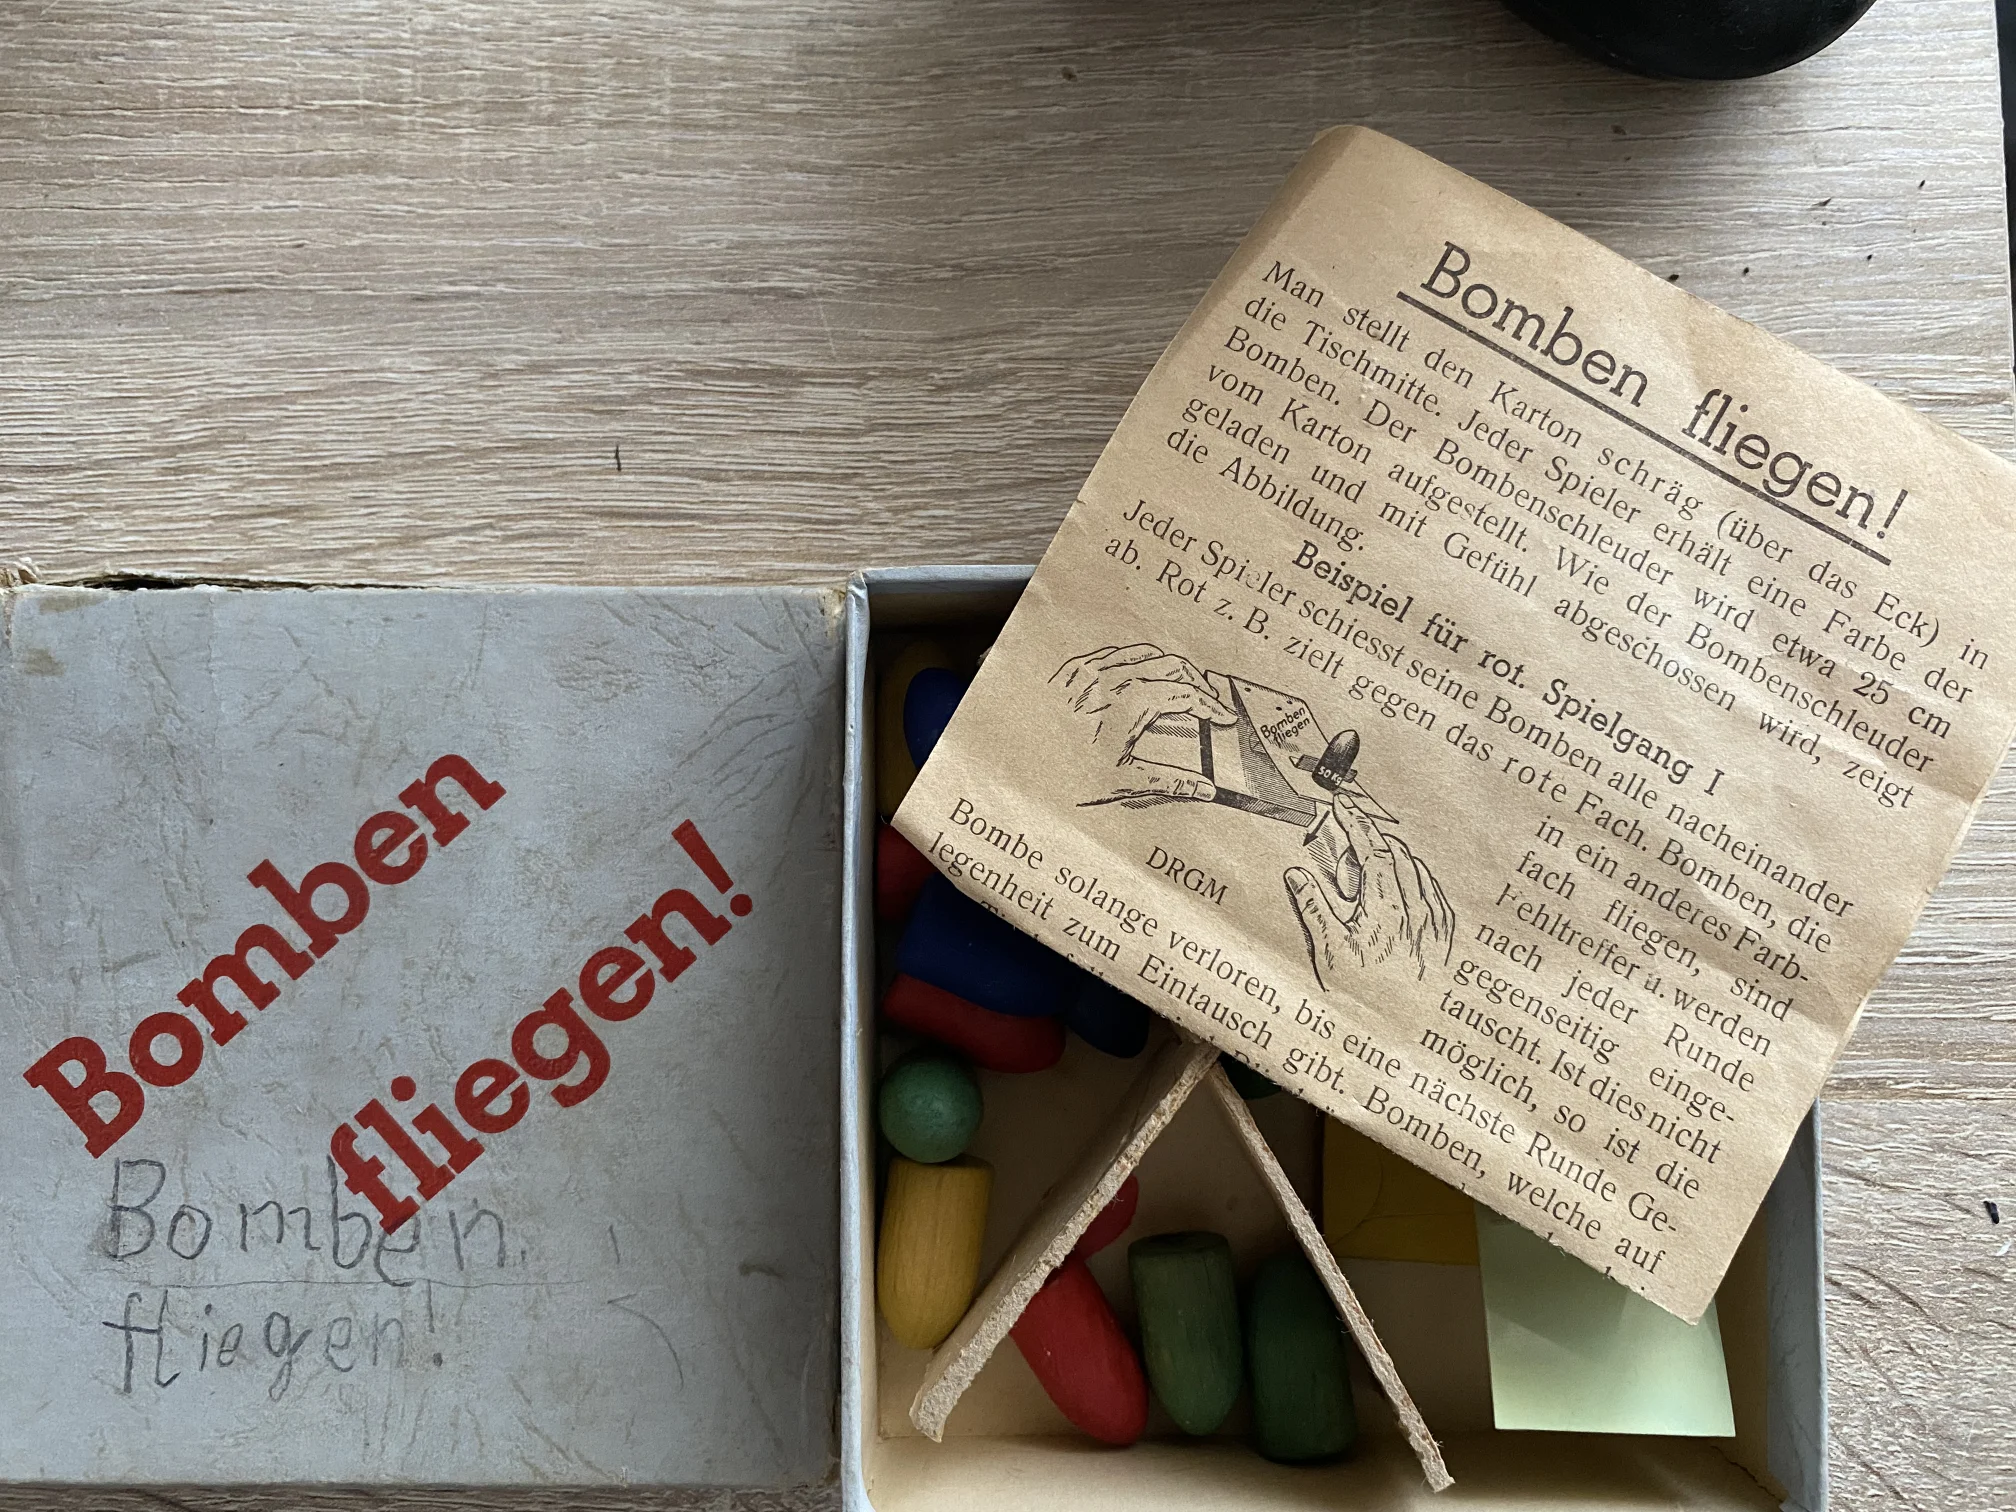 Bomben
fliegen!
Bomben
fliegen!
Bomben fliegen!
Man stellt den Karton schräg (über das Eck) in
die Tischmitte. Jeder Spieler erhält eine Farbe der
Bomben. Der Bombenschleuder wird etwa 25 cm
vom Karton aufgestellt. Wie der Bombenschleuder
geladen und mit Gefühl abgeschossen wird, zeigt
die Abbildung.
Beispiel für rot. Spielgang I
Jeder Spieler schiesst seine Bomben alle nacheinander
ab. Rot z. B. zielt gegen das rote Fach. Bomben, die
in ein anderes Farb-
fach fliegen, sind
Fehltreffer u. werden
nach jeder Runde
gegenseitig einge-
tauscht. Ist dies nicht
möglich, so ist die
Bomben
fliegen
50 Kg
DRGM
Bombe solange verloren, bis eine nächste Runde Ge-
legenheit zum Eintausch gibt. Bomben, welche auf